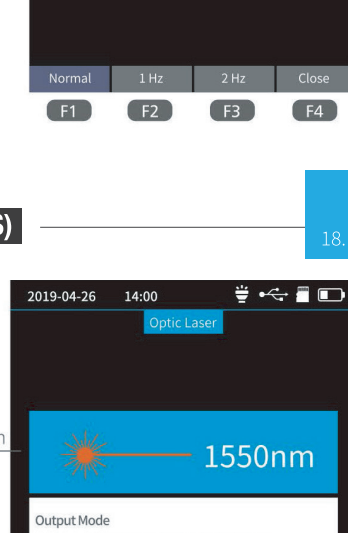 Normal 1 Hz 2 Hz Close
F1 F2 F3 F4
18.
2019-04-26 14:00
Optic Laser
1550nm
Output Mode